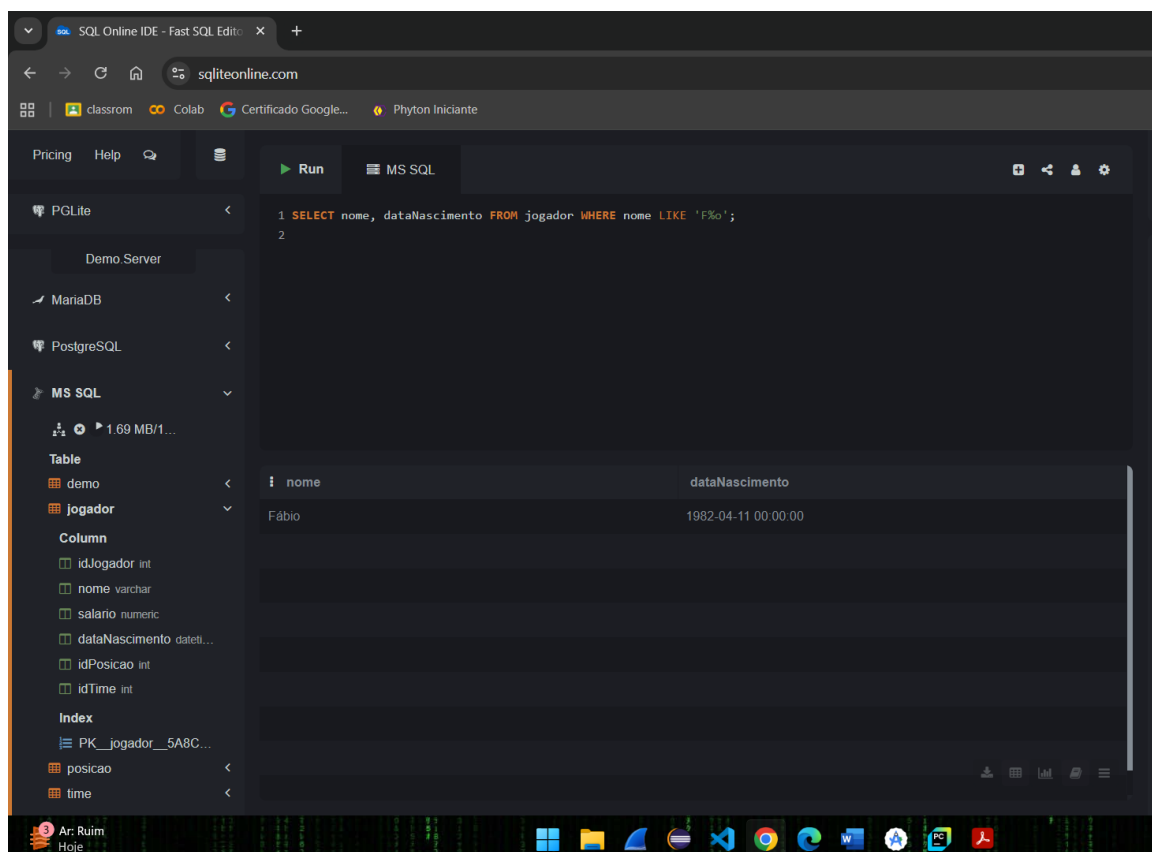 SQL Online IDE - Fast SQL Edito
sqliteonline.com
classrom Colab Certificado Google... Phyton Iniciante
Pricing Help
Run MS SQL
PGLite
1 SELECT nome, dataNascimento FROM jogador WHERE nome LIKE 'F%o';
2
Demo.Server
MariaDB
PostgreSQL
MS SQL
1.69 MB/1...
Table
demo
nome dataNascimento
jogador
Fábio 1982-04-11 00:00:00
Column
idJogador int
nome varchar
salario numeric
dataNascimento dateti...
idPosicao int
idTime int
Index
PK__jogador__5A8C...
posicao
time
3 Ar: Ruim
Hoje